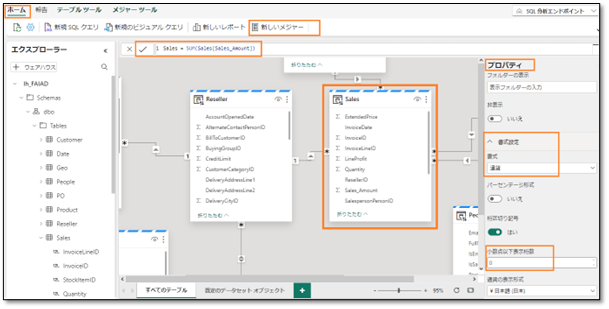 ホーム 報告 テーブル ツール メジャー ツール
SQL 分析エンドポイント
新規 SQL クエリ 新規のビジュアル クエリ 新しいレポート 新しいメジャー
エクスプローラー
+ ウェアハウス
lh_FAIAD
Schemas
dbo
Tables
Customer
Date
Geo
People
PO
Product
Reseller
Sales
InvoiceLineID
InvoiceID
StockItemID
Quantity
1 Sales = SUM(Sales[Sales_Amount])
折りたたむ
Reseller
AccountOpenedDate
AlternateContactPersonID
BillToCustomerID
BuyingGroupID
CreditLimit
CustomerCategoryID
DeliveryAddressLine1
DeliveryAddressLine2
DeliveryCityID
折りたたむ
Sales
ExtendedPrice
InvoiceDate
InvoiceID
InvoiceLineID
LineProfit
Quantity
ResellerID
Sales_Amount
SalespersonPersonID
折りたたむ
すべてのテーブル 既定のデータセット オブジェクト +
95%
プロパティ
フォルダーの表示
表示フォルダーの入力
非表示
いいえ
書式設定
書式
通貨
パーセンテージ形式
いいえ
桁区切り記号
はい
小数点以下表示桁数
0
通貨の表示形式
¥ 日本語 (日本)